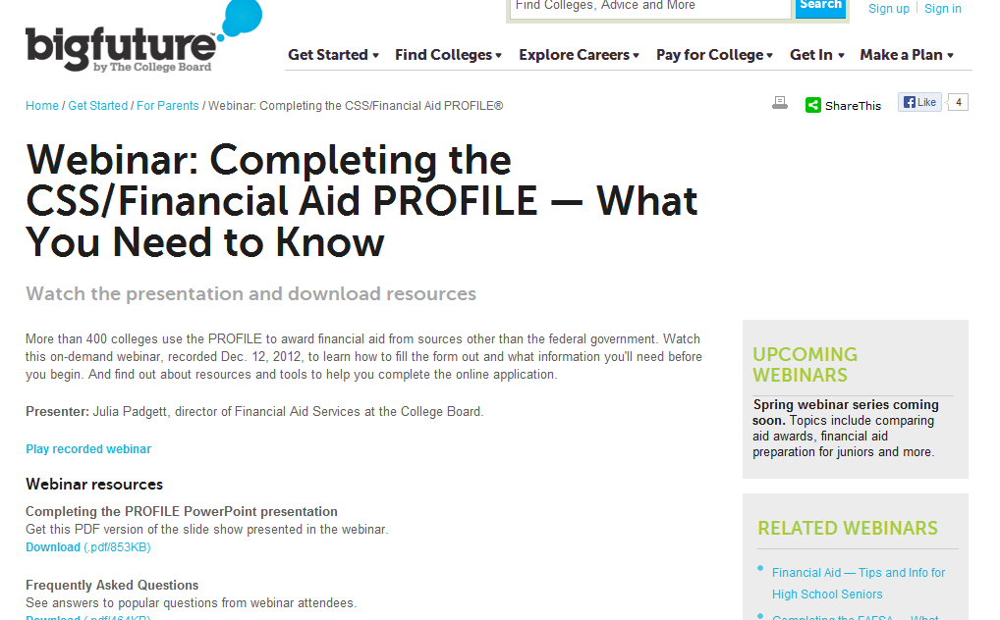 Find Colleges, Advice and More
Search
Sign up
Sign in
bigfuture™
by The College Board
Get Started
Find Colleges
Explore Careers
Pay for College
Get In
Make a Plan
Home / Get Started / For Parents / Webinar: Completing the CSS/Financial Aid PROFILE®
ShareThis
Like
4
Webinar: Completing the
CSS/Financial Aid PROFILE — What
You Need to Know
Watch the presentation and download resources
More than 400 colleges use the PROFILE to award financial aid from sources other than the federal government. Watch
this on-demand webinar, recorded Dec. 12, 2012, to learn how to fill the form out and what information you'll need before
you begin. And find out about resources and tools to help you complete the online application.
Presenter: Julia Padgett, director of Financial Aid Services at the College Board.
Play recorded webinar
Webinar resources
Completing the PROFILE PowerPoint presentation
Get this PDF version of the slide show presented in the webinar.
Download (.pdf/853KB)
Frequently Asked Questions
See answers to popular questions from webinar attendees.
Download (.pdf/464KB)
UPCOMING
WEBINARS
Spring webinar series coming
soon. Topics include comparing
aid awards, financial aid
preparation for juniors and more.
RELATED WEBINARS
Financial Aid — Tips and Info for
High School Seniors
Completing the FAFSA — What